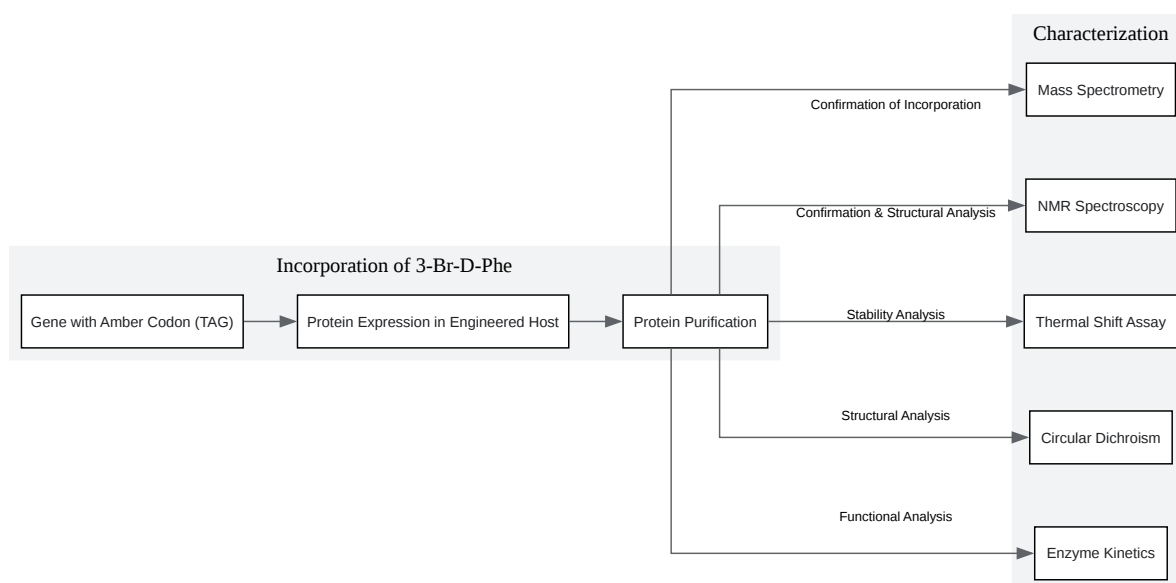 Characterization
Mass Spectrometry
Confirmation of Incorporation
NMR Spectroscopy
Confirmation & Structural Analysis
Incorporation of 3-Br-D-Phe
Gene with Amber Codon (TAG)
Protein Expression in Engineered Host
Protein Purification
Stability Analysis
Thermal Shift Assay
Structural Analysis
Circular Dichroism
Functional Analysis
Enzyme Kinetics